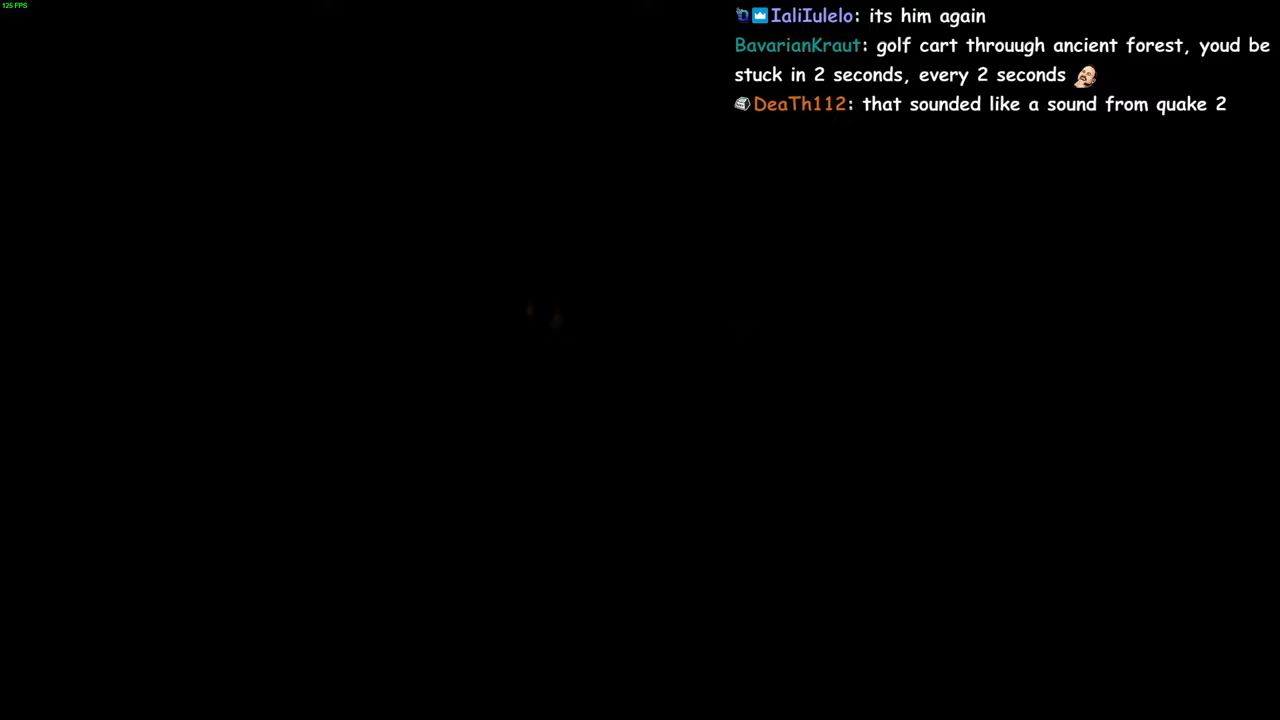 125 FPS
IaliIulelo: its him again
BavarianKraut: golf cart throuugh ancient forest, youd be
stuck in 2 seconds, every 2 seconds
DeaTh112: that sounded like a sound from quake 2